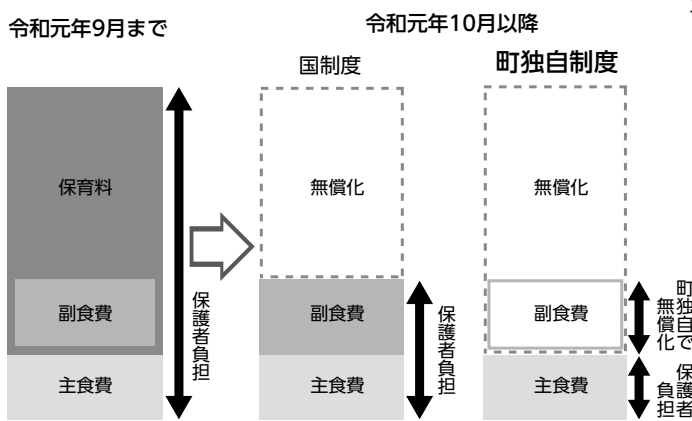 令和元年9月まで
令和元年10月以降
国制度
町独自制度
保育料
副食費
主食費
保護者負担
無償化
副食費
主食費
保護者負担
無償化
副食費
主食費
町独自で
無償化
保護者
負担